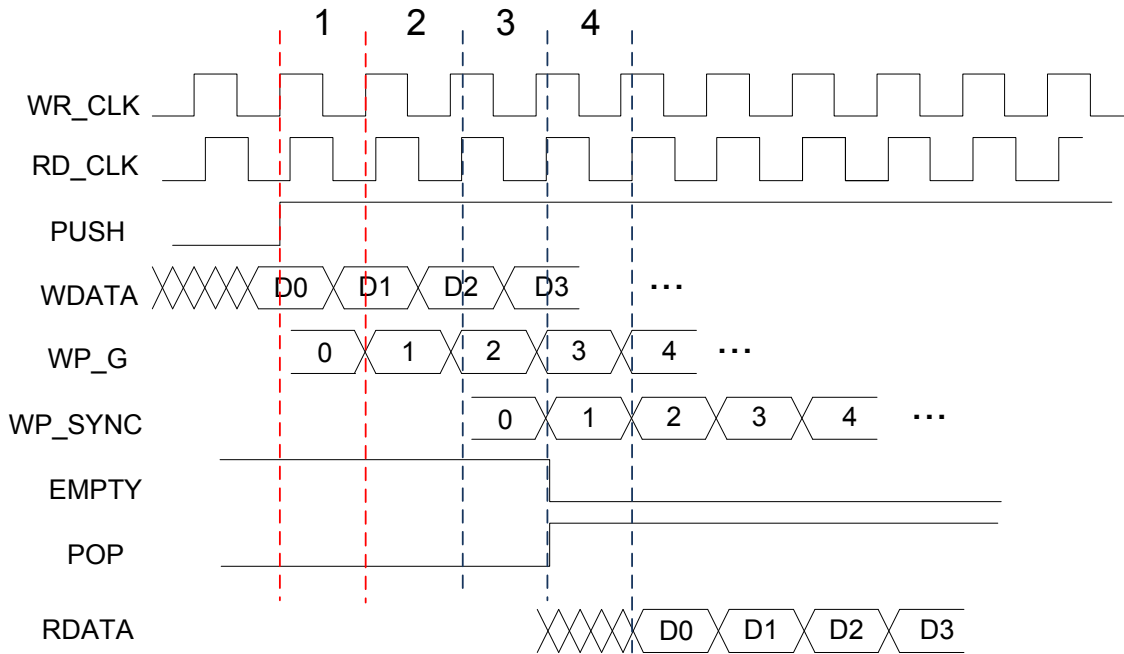 1 2 3 4
WR_CLK
RD_CLK
PUSH
WDATA D0 D1 D2 D3 ...
WP_G 0 1 2 3 4 ...
WP_SYNC 0 1 2 3 4 ...
EMPTY
POP
RDATA D0 D1 D2 D3